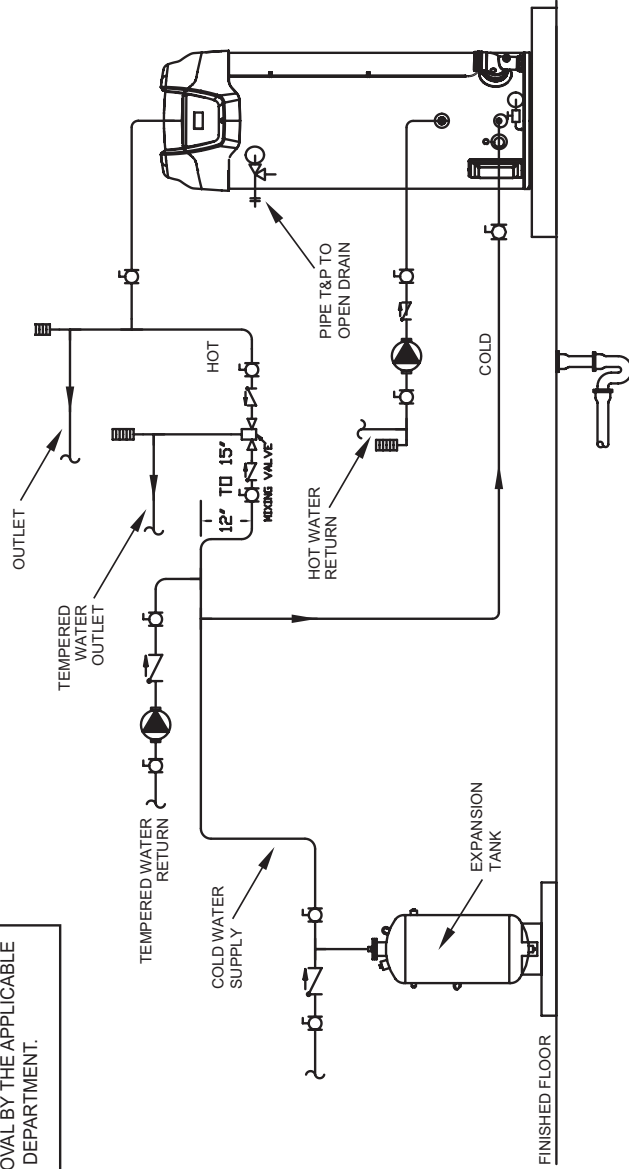 OVAL BY THE APPLICABLE
DEPARTMENT.
OUTLET
TEMPERED
WATER
OUTLET
HOT
12" TO 15"
MIXING VALVE
PIPE T&P TO
OPEN DRAIN
TEMPERED WATER
RETURN
HOT WATER
RETURN
COLD
COLD WATER
SUPPLY
EXPANSION
TANK
FINISHED FLOOR